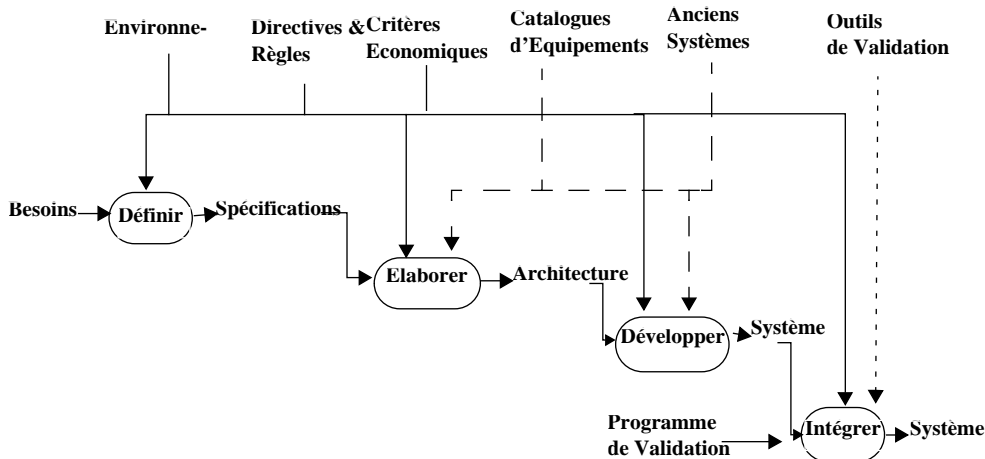 Environne-
Directives &
Règles
Critères
Economiques
Catalogues
d’Equipements
Anciens
Systèmes
Outils
de Validation
Besoins
Définir
Spécifications
Elaborer
Architecture
Développer
Système
Programme
de Validation
Intégrer
Système